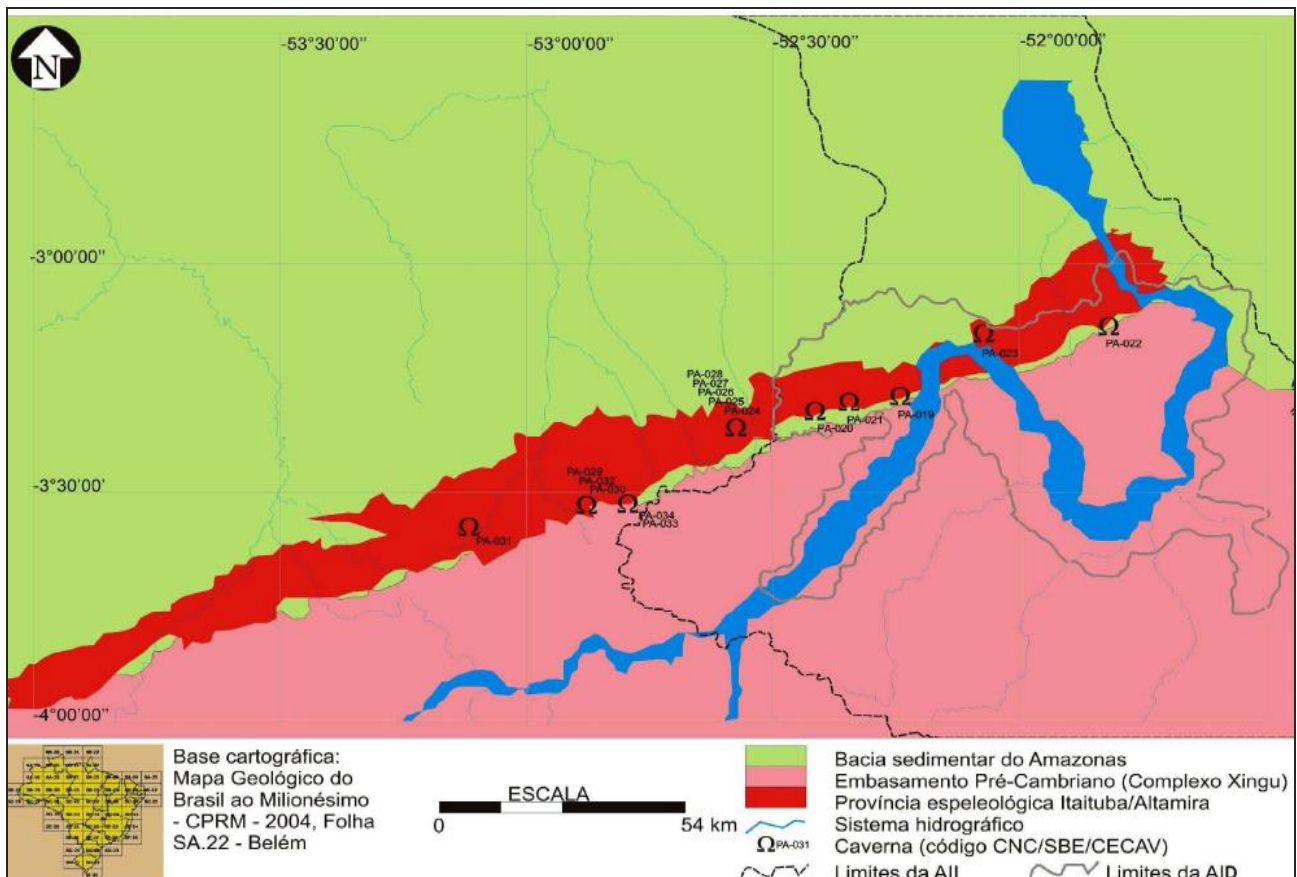 -53°30'00''
-53°00'00''
-52°30'00''
-52°00'00''
N
-3°00'00''
PA-022
PA-023
PA-028
PA-027
PA-026
PA-025
PA-024
PA-019
PA-021
PA-020
PA-029
PA-032
PA-030
-3°30'00'
PA-034
PA-033
PA-031
-4°00'00''
Base cartográfica:
Mapa Geológico do
Brasil ao Milionésimo
- CPRM - 2004, Folha
SA.22 - Belém
ESCALA
0 54 km
Bacia sedimentar do Amazonas
Embasamento Pré-Cambriano (Complexo Xingu)
Província espeleológica Itaituba/Altamira
Sistema hidrográfico
Ω PA-031 Caverna (código CNC/SBE/CECAV)
Limites da AII Limites da AID